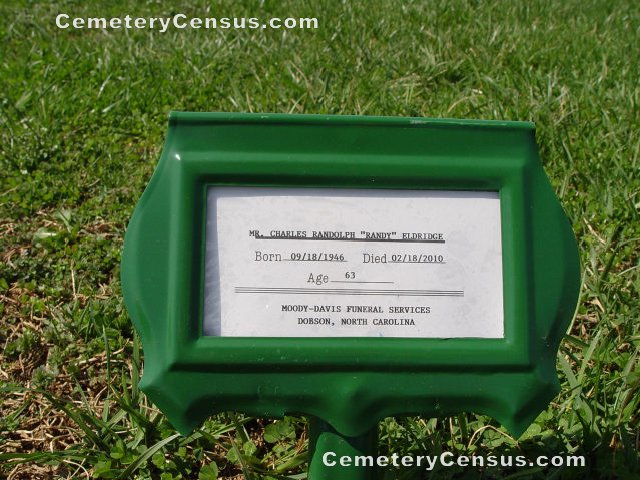 CemeteryCensus.com
MR. CHARLES RANDOLPH "RANDY" ELDRIDGE
Born 09/18/1946 Died 02/18/2010
Age 63
MOODY-DAVIS FUNERAL SERVICES
DOBSON, NORTH CAROLINA
CemeteryCensus.com